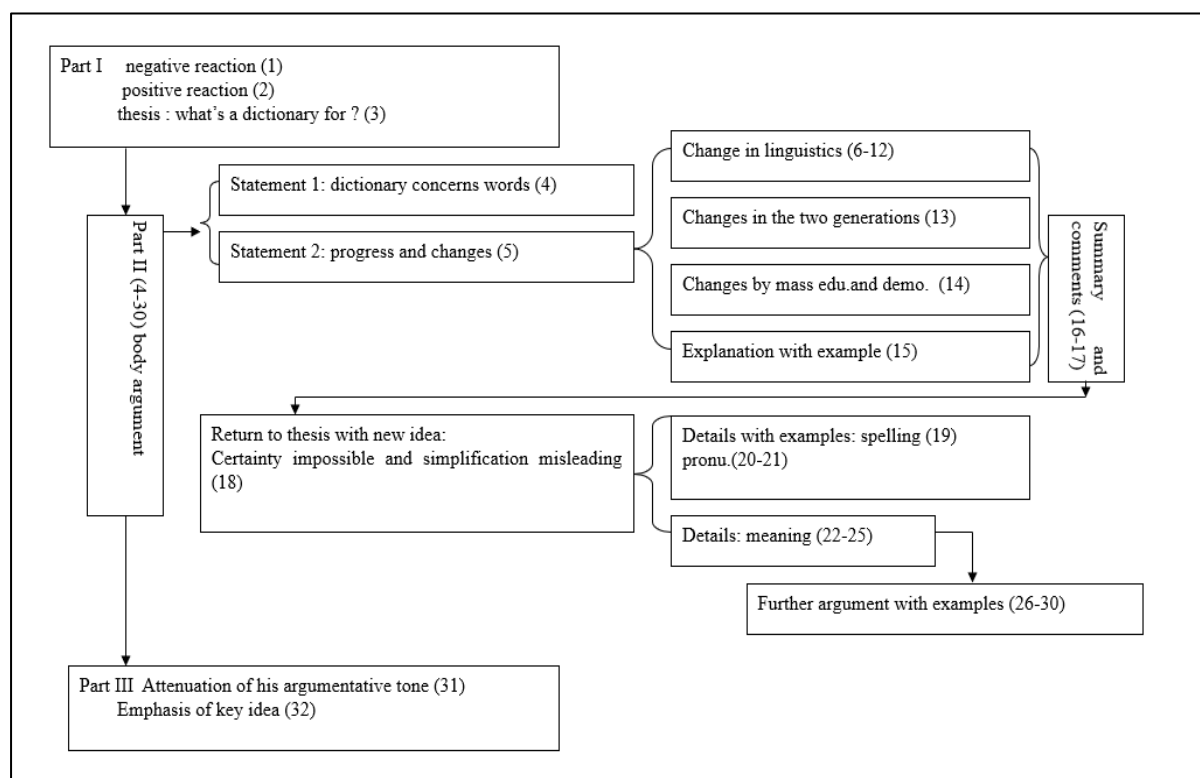 Part I negative reaction (1)
positive reaction (2)
thesis : what's a dictionary for ? (3)
Part II (4-30) body argument
Statement 1: dictionary concerns words (4)
Statement 2: progress and changes (5)
Change in linguistics (6-12)
Changes in the two generations (13)
Changes by mass edu.and demo. (14)
Explanation with example (15)
Summary and
comments (16-17)
Return to thesis with new idea:
Certainty impossible and simplification misleading
(18)
Details with examples: spelling (19)
pronu.(20-21)
Details: meaning (22-25)
Further argument with examples (26-30)
Part III Attenuation of his argumentative tone (31)
Emphasis of key idea (32)